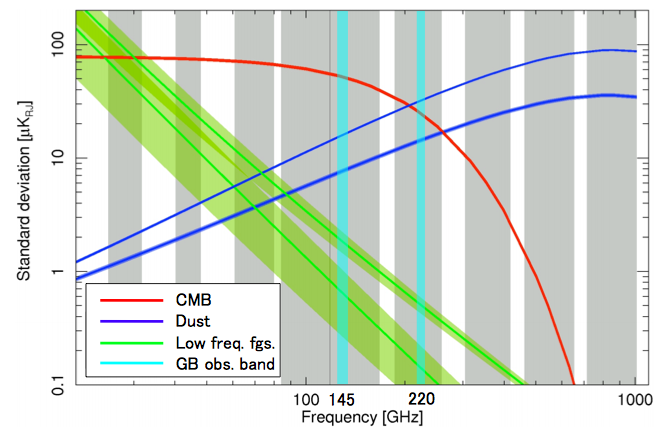 Standard deviation [μK_RJ]
100
10
1
0.1
CMB
Dust
Low freq. fgs.
GB obs. band
100 145 220 1000
Frequency [GHz]